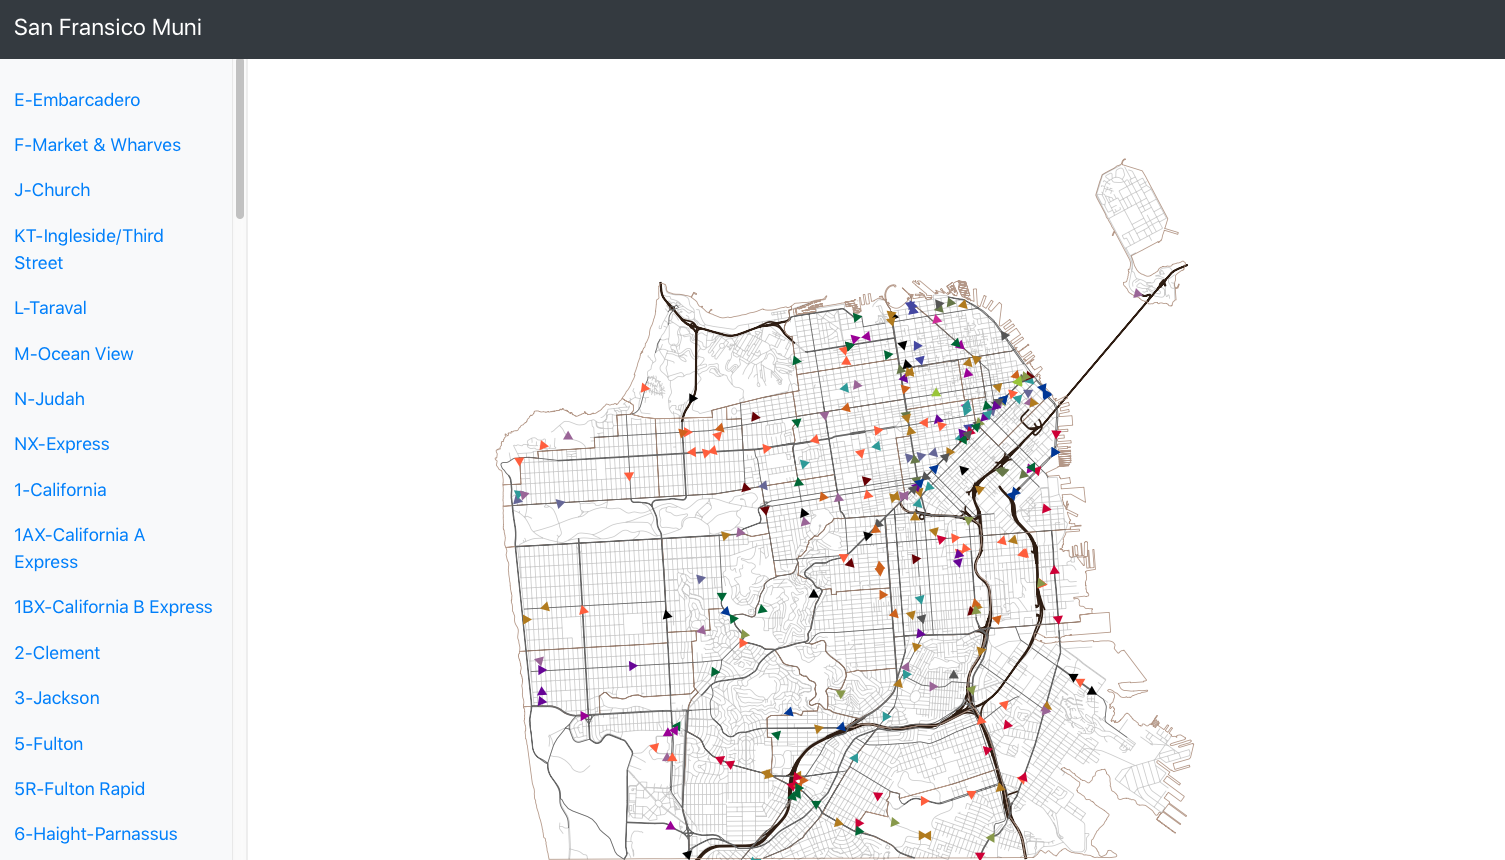 San Fransico Muni
E-Embarcadero
F-Market & Wharves
J-Church
KT-Ingleside/Third
Street
L-Taraval
M-Ocean View
N-Judah
NX-Express
1-California
1AX-California A
Express
1BX-California B Express
2-Clement
3-Jackson
5-Fulton
5R-Fulton Rapid
6-Haight-Parnassus